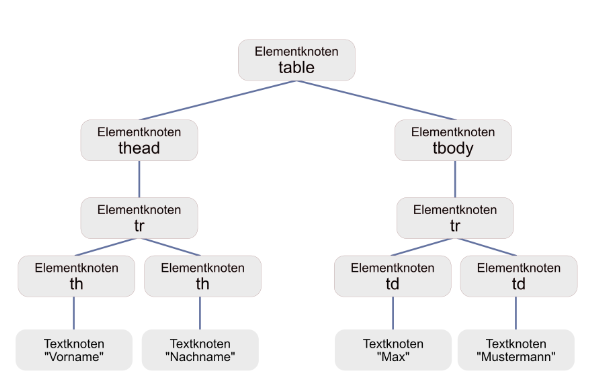 Elementknoten
table
Elementknoten
thead
Elementknoten
tbody
Elementknoten
tr
Elementknoten
tr
Elementknoten
th
Elementknoten
th
Elementknoten
td
Elementknoten
td
Textknoten
"Vorname"
Textknoten
"Nachname"
Textknoten
"Max"
Textknoten
"Mustermann"